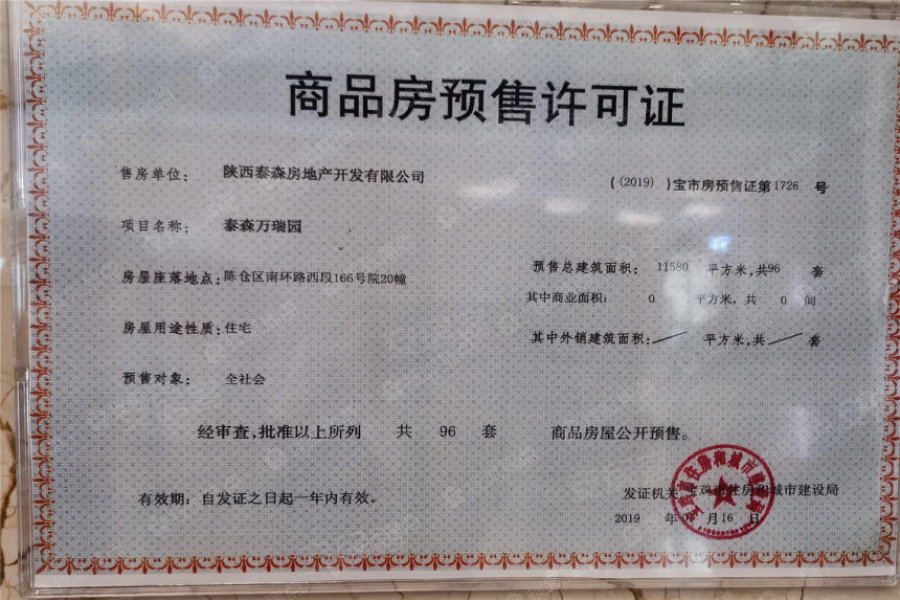 商品房预售许可证
售房单位： 陕西泰森房地产开发有限公司
（（2019））宝市房预售证第1726 号
项目名称： 泰森万瑞园
房屋座落地点：陈仓区南环路西段166号院20幢
预售总建筑面积： 11580 平方米，共96 套
其中商业面积： 0 平方米，共 0 间
房屋用途性质：住宅
其中外销建筑面积：／ 平方米，共／ 套
预售对象： 全社会
经审查，批准以上所列 共 96 套 商品房屋公开预售。
有效期：自发证之日起一年内有效。
发证机关 宝鸡市住房和城市建设局
2019 年 月16 日